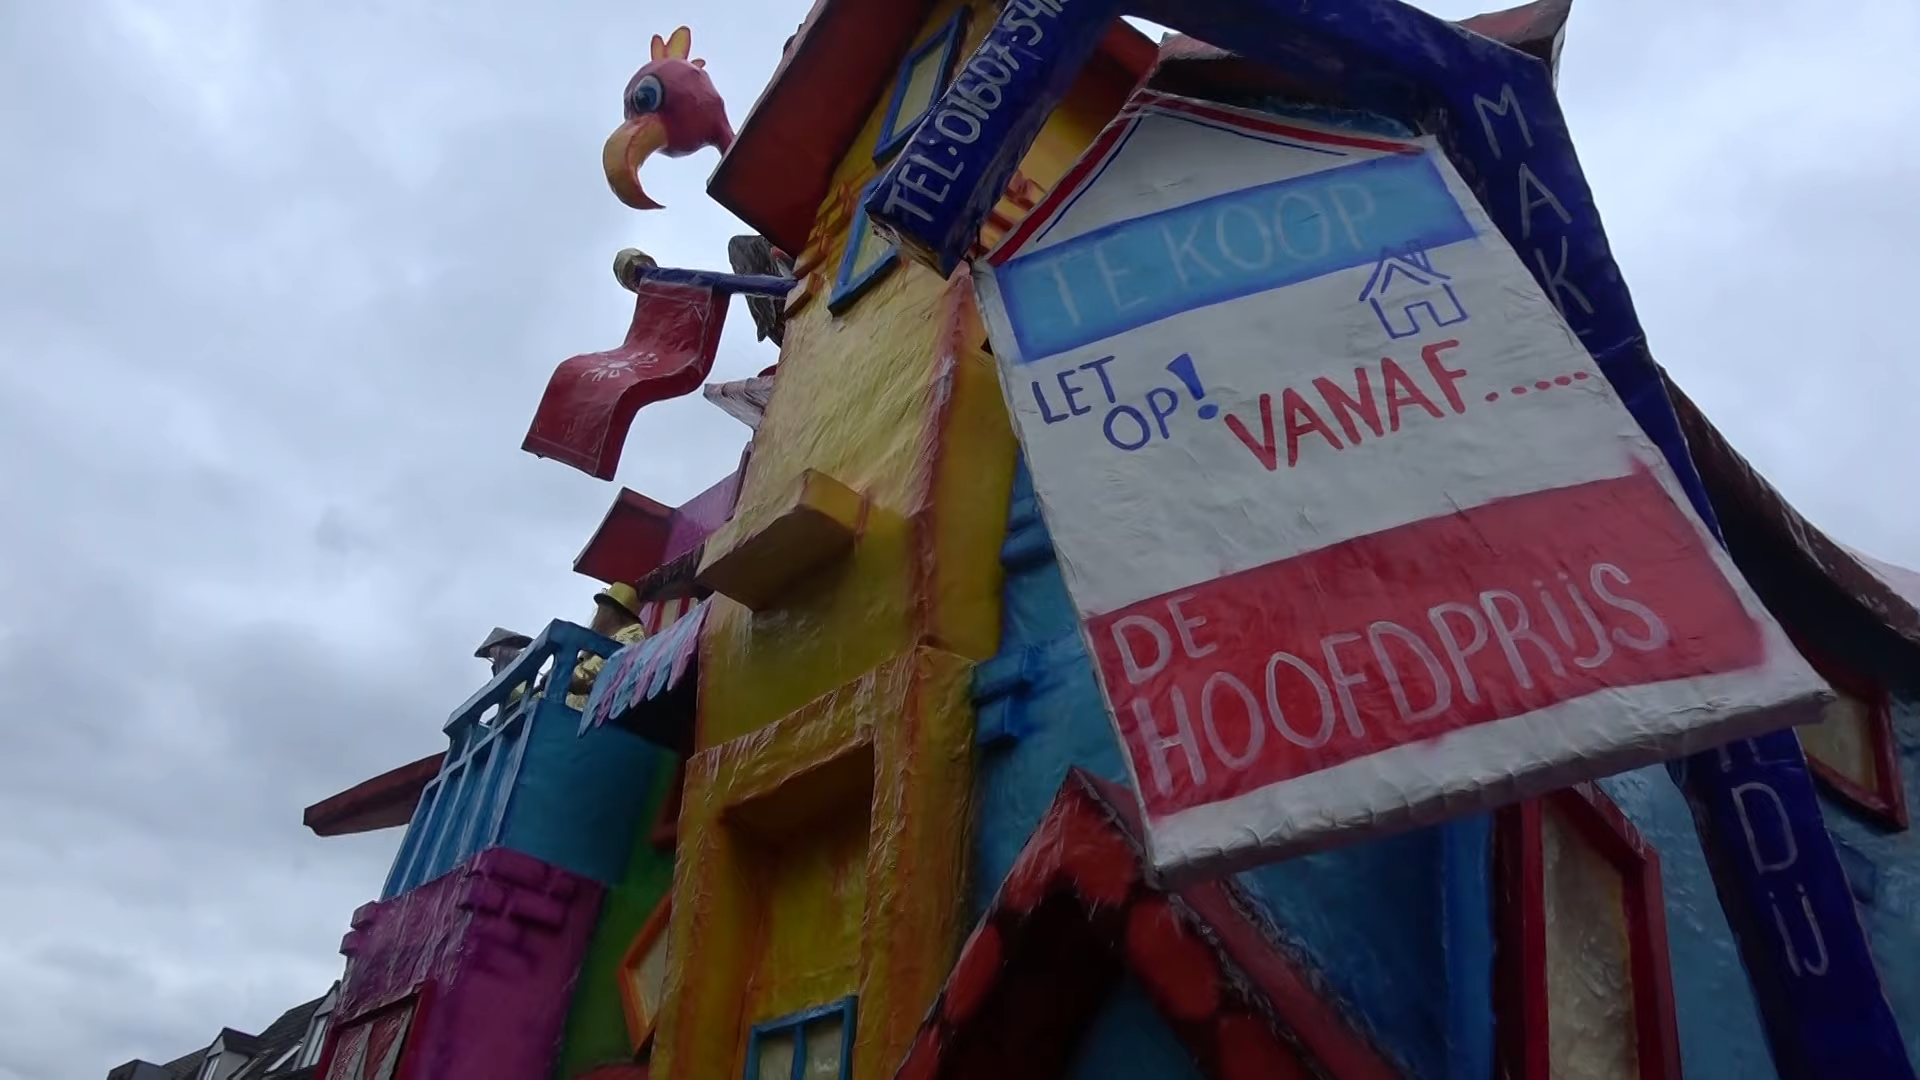 TEL: 01607-54
MAK
DIJ
TE KOOP
LET
OP! VANAF.....
DE
HOOFDPRIJS